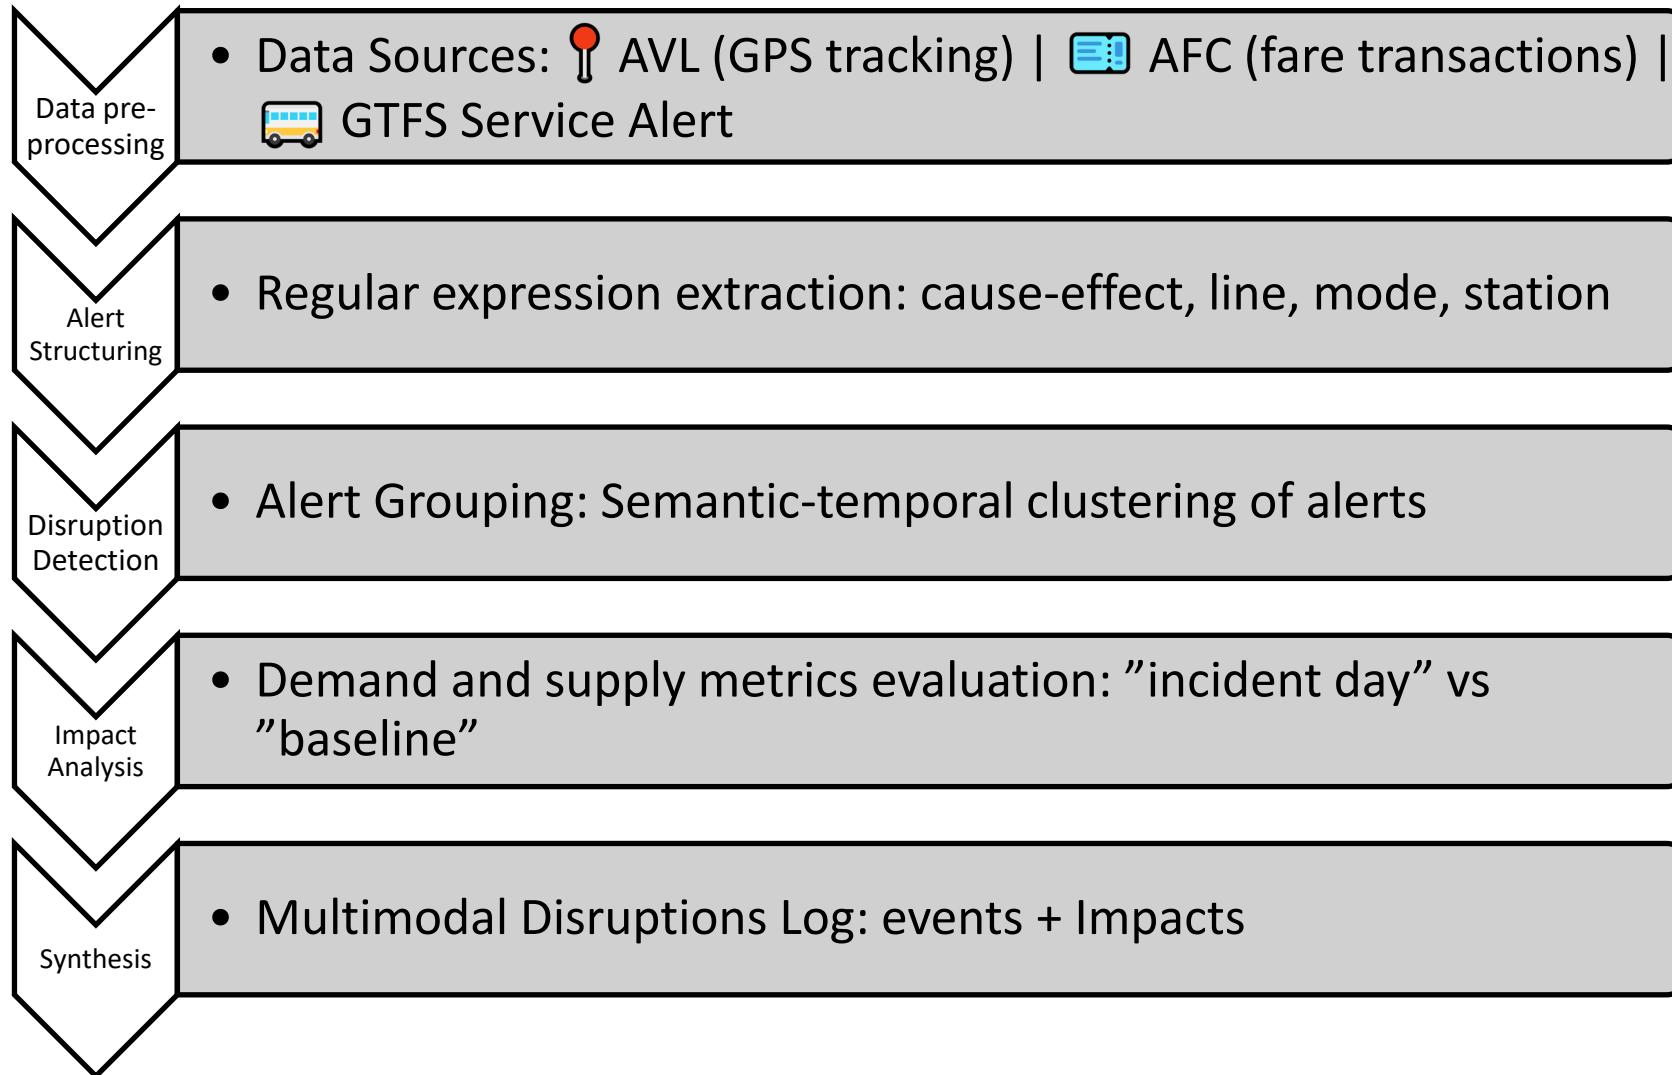 Data pre-
processing
• Data Sources: 📍 AVL (GPS tracking) | 🎫 AFC (fare transactions) |
🚌 GTFS Service Alert
Alert
Structuring
• Regular expression extraction: cause-effect, line, mode, station
Disruption
Detection
• Alert Grouping: Semantic-temporal clustering of alerts
Impact
Analysis
• Demand and supply metrics evaluation: ”incident day” vs
”baseline”
Synthesis
• Multimodal Disruptions Log: events + Impacts